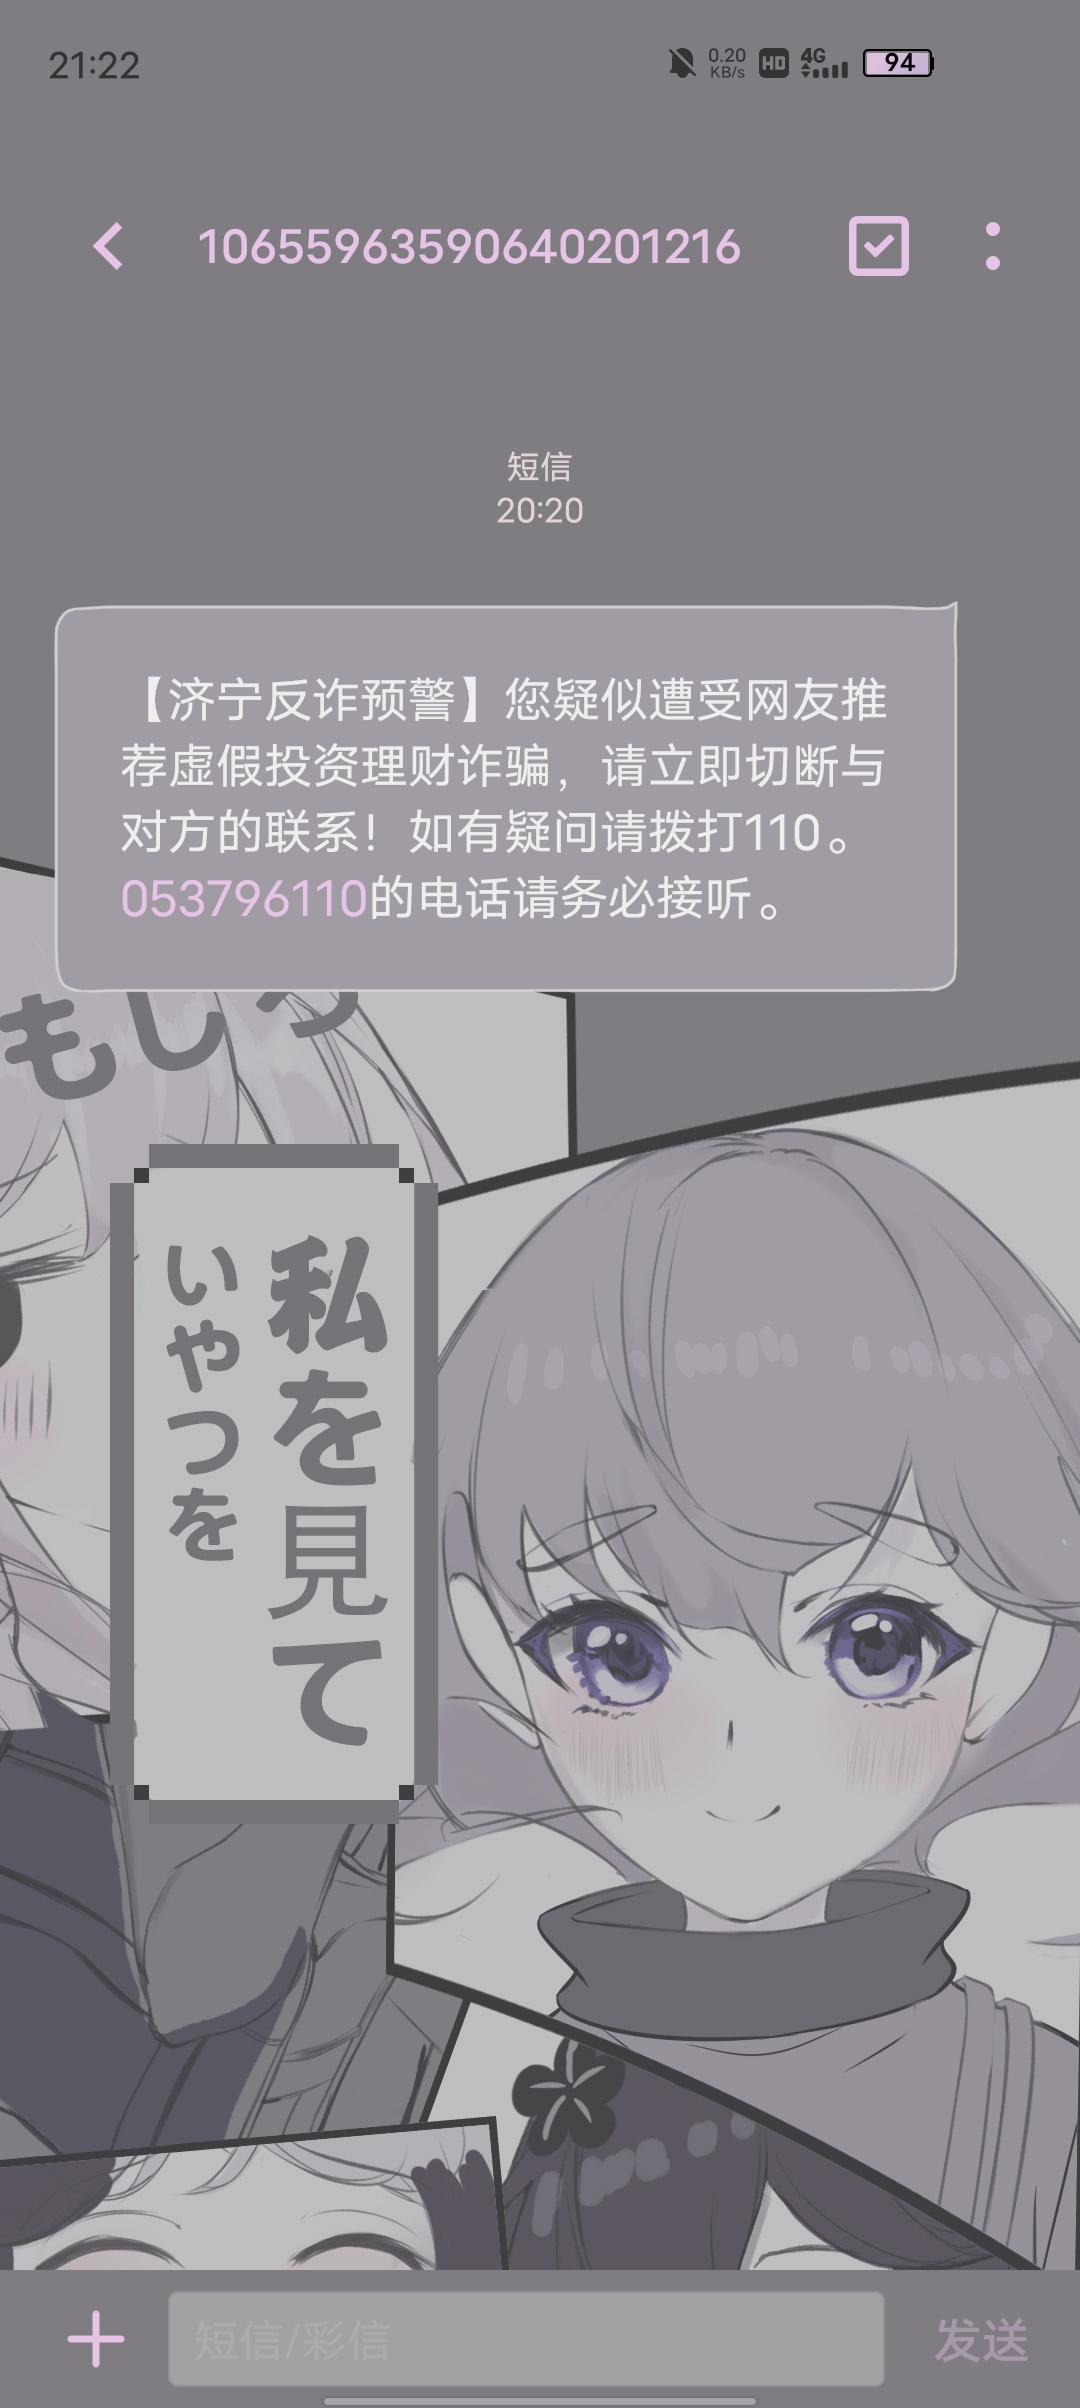 21:22
0.20
KB/s
HD
4G
94
10655963590640201216
短信
20:20
【济宁反诈预警】您疑似遭受网友推
荐虚假投资理财诈骗，请立即切断与
对方的联系！如有疑问请拨打110。
053796110的电话请务必接听。
もし
私を見て
いやつを
短信/彩信
发送